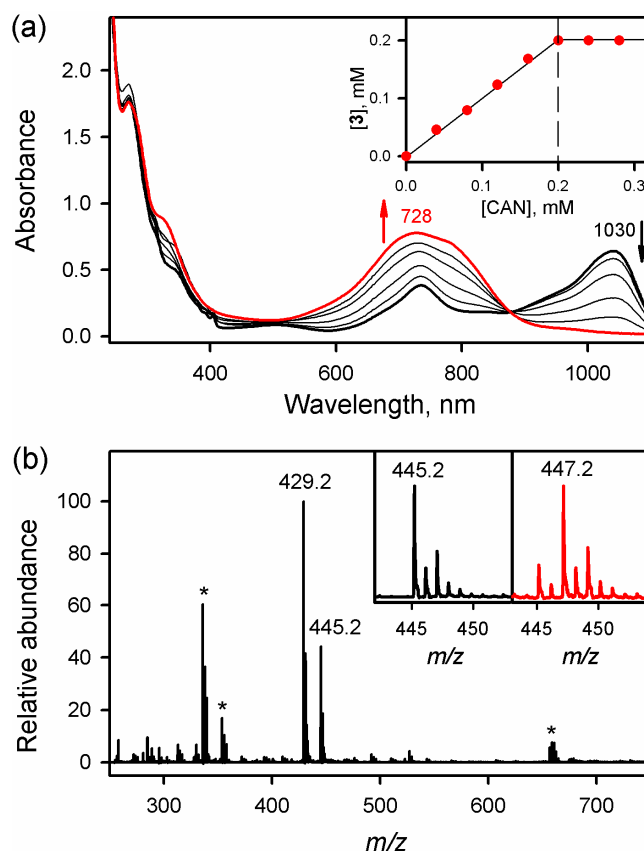 (a)
2.0
1.5
1.0
0.5
0.0
Absorbance
400 600 800 1000
Wavelength, nm
728
1030
0.2
0.1
0.0
[3], mM
0.0 0.1 0.2 0.3
[CAN], mM
(b)
100
80
60
40
20
0
Relative abundance
300 400 500 600 700
m/z
*
*
429.2
445.2
*
445.2
445 450
m/z
447.2
445 450
m/z